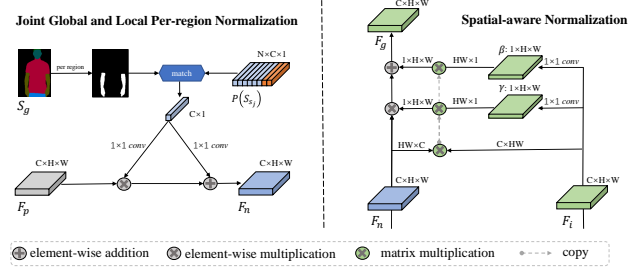 Joint Global and Local Per-region Normalization
per region
S_g
match
N×C×1
P(S_{s_j})
C×1
1×1 conv
1×1 conv
C×H×W
F_p
C×H×W
F_n
Spatial-aware Normalization
C×H×W
F_g
1×H×W
HW×1
β: 1×H×W
1×1 conv
1×H×W
HW×1
γ: 1×H×W
1×1 conv
HW×C
C×HW
C×H×W
F_n
C×H×W
F_i
element-wise addition
element-wise multiplication
matrix multiplication
copy